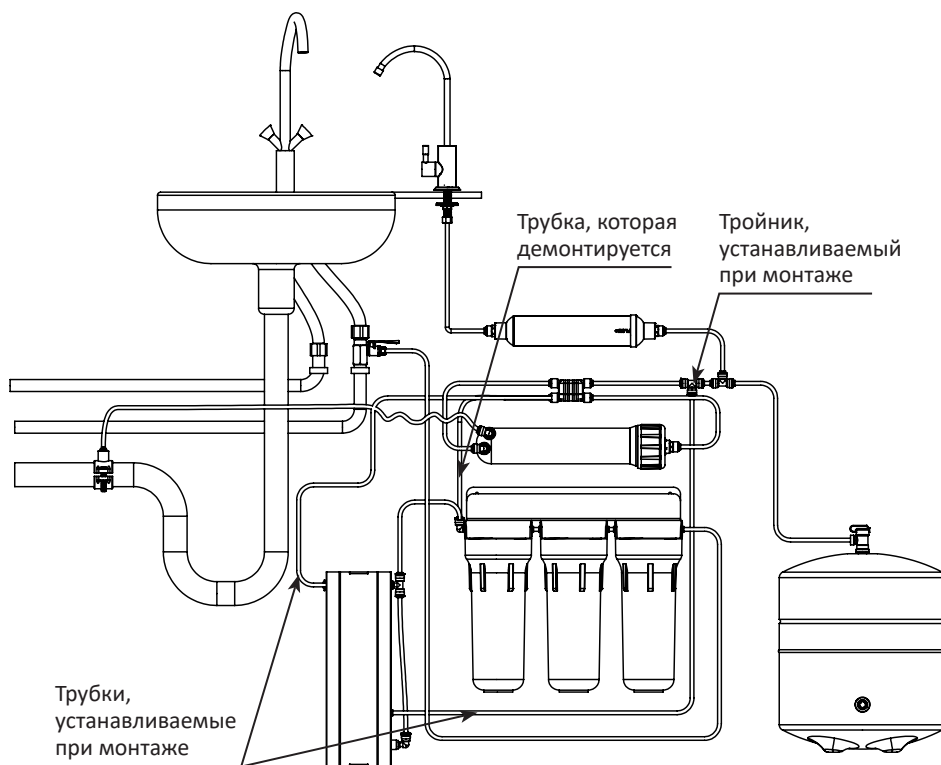 Трубка, которая
демонтируется
Тройник,
устанавливаемый
при монтаже
Трубки,
устанавливаемые
при монтаже